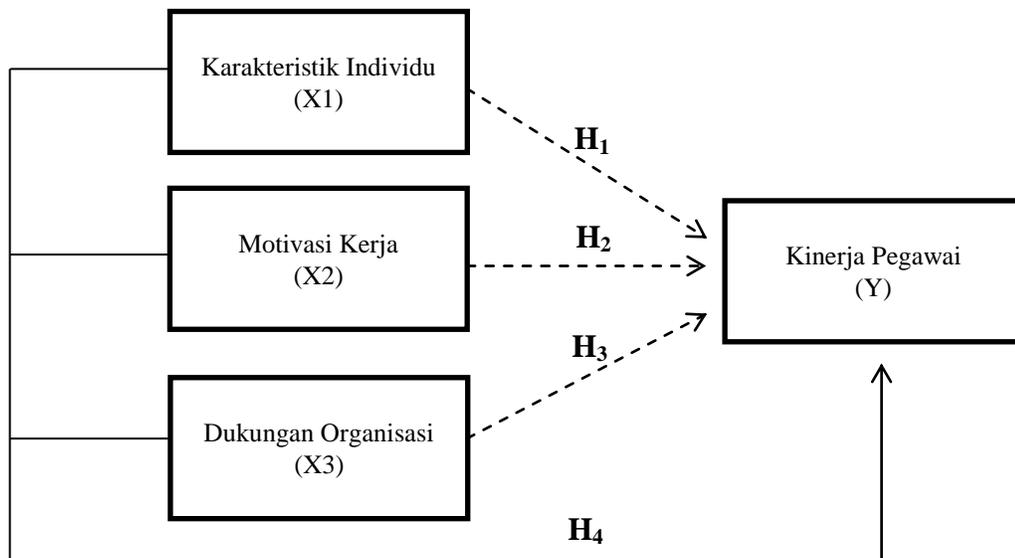 Karakteristik Individu
(X1)
H₁
Motivasi Kerja
(X2)
H₂
Kinerja Pegawai
(Y)
H₃
Dukungan Organisasi
(X3)
H₄